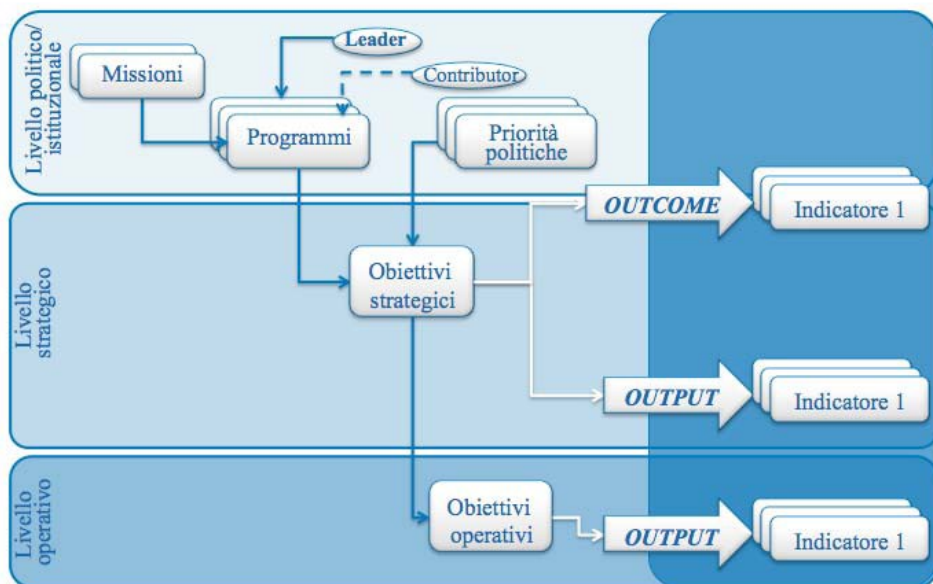 Livello politico/
istituzionale
Leader
Missioni
Contributor
Programmi
Priorità
politiche
OUTCOME
Indicatore 1
Livello
strategico
Obiettivi
strategici
OUTPUT
Indicatore 1
Livello
operativo
Obiettivi
operativi
OUTPUT
Indicatore 1